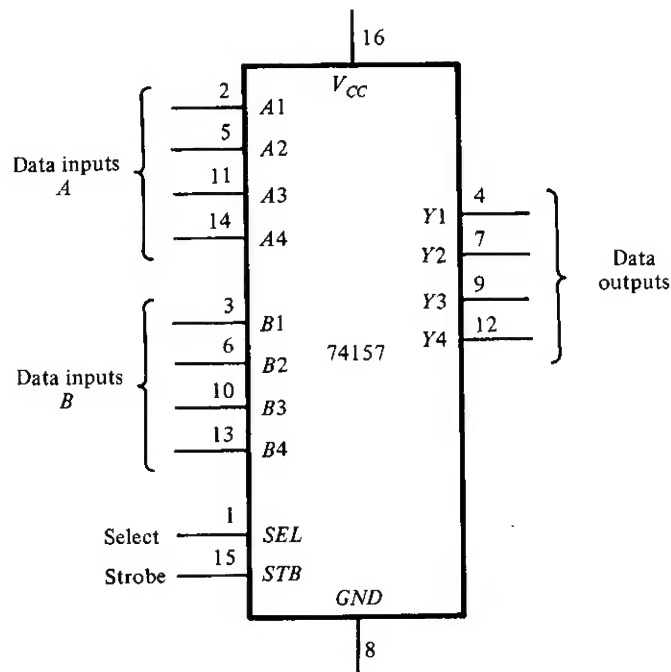 16
V_CC
2 A1
5 A2
11 A3
14 A4
Data inputs
A
3 B1
6 B2
10 B3
13 B4
Data inputs
B
74157
Y1 4
Y2 7
Y3 9
Y4 12
Data
outputs
Select 1 SEL
Strobe 15 STB
GND
8